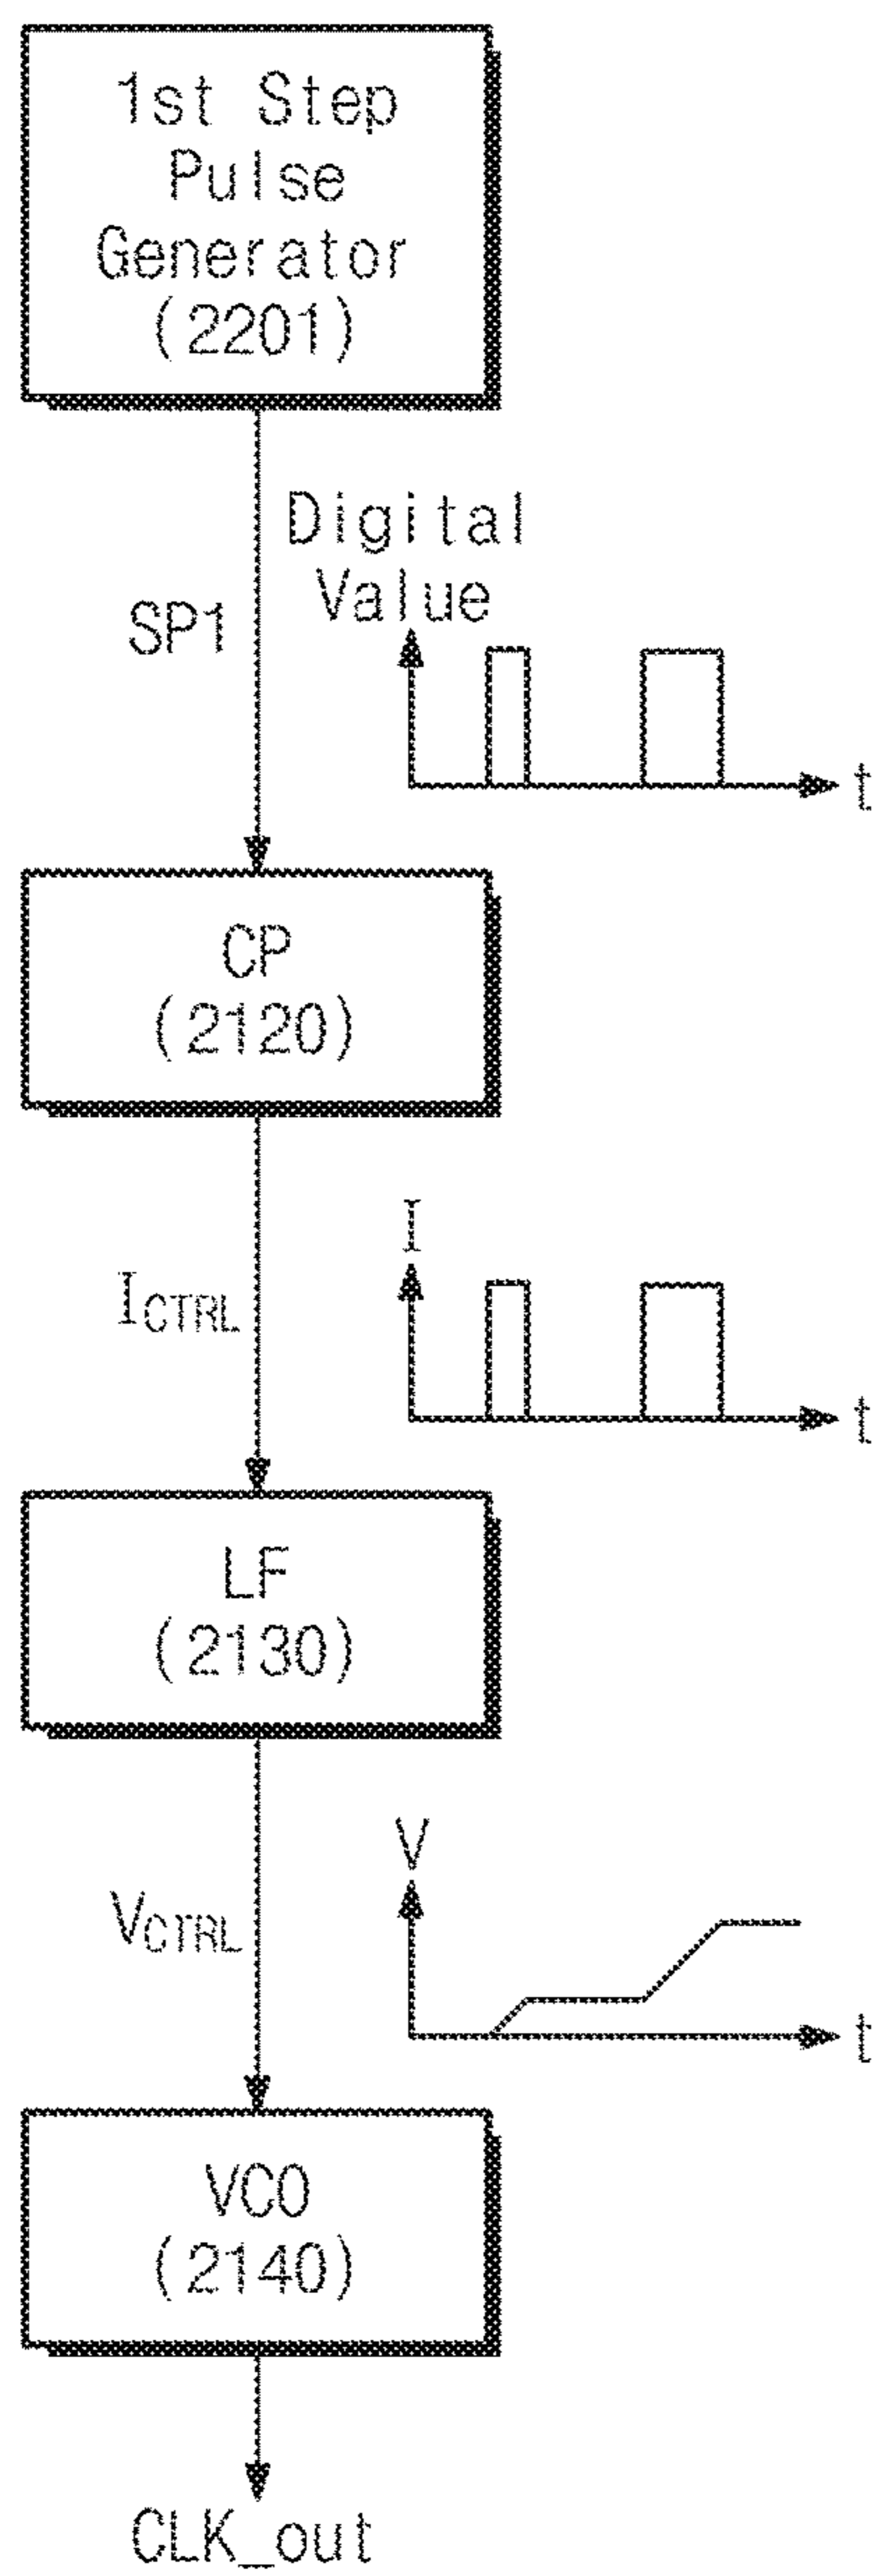 1st Step
Pulse
Generator
(2201)
SP1
Digital
Value
t
CP
(2120)
I
ICTRL
t
LF
(2130)
V
VCTRL
t
VCO
(2140)
CLK_out